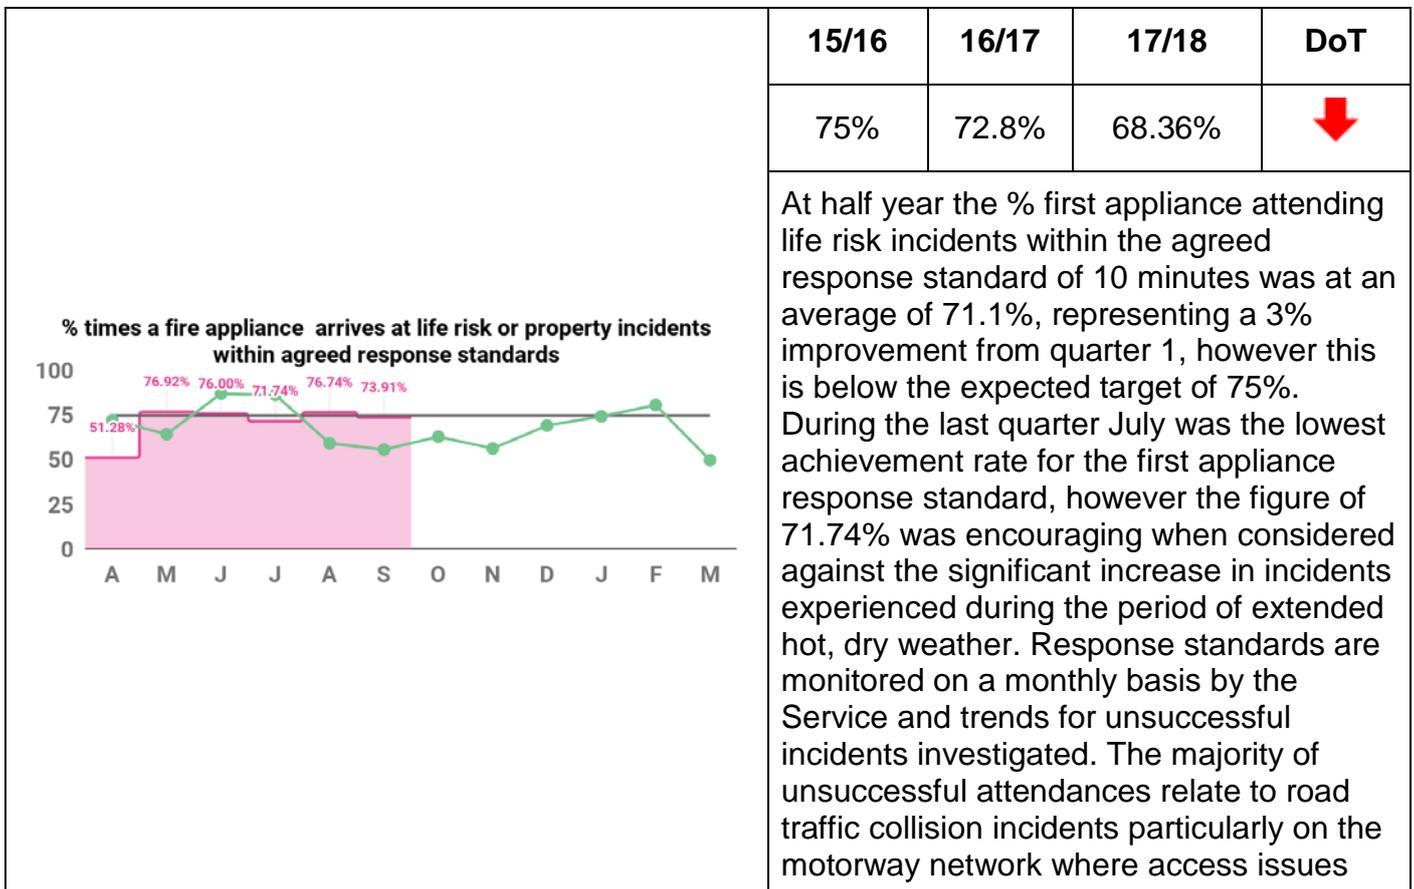 % times a fire appliance arrives at life risk or property incidents
within agreed response standards
100
75
50
25
0
51.28%
76.92%
76.00%
71.74%
76.74%
73.91%
A M J J A S O N D J F M
15/16 16/17 17/18 DoT
75% 72.8% 68.36%
At half year the % first appliance attending
life risk incidents within the agreed
response standard of 10 minutes was at an
average of 71.1%, representing a 3%
improvement from quarter 1, however this
is below the expected target of 75%.
During the last quarter July was the lowest
achievement rate for the first appliance
response standard, however the figure of
71.74% was encouraging when considered
against the significant increase in incidents
experienced during the period of extended
hot, dry weather. Response standards are
monitored on a monthly basis by the
Service and trends for unsuccessful
incidents investigated. The majority of
unsuccessful attendances relate to road
traffic collision incidents particularly on the
motorway network where access issues